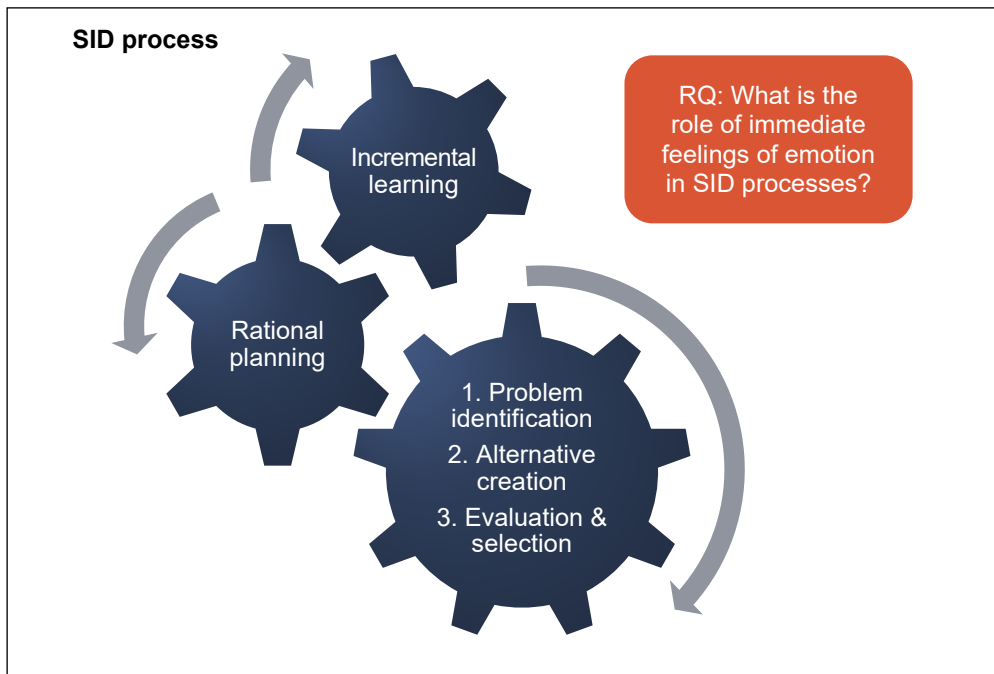 SID process
RQ: What is the
role of immediate
feelings of emotion
in SID processes?
Incremental
learning
Rational
planning
1. Problem
identification
2. Alternative
creation
3. Evaluation &
selection